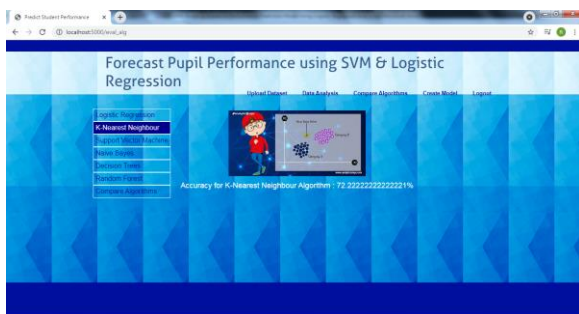 Predict Student Performance
localhost:5000/eval_alg
Forecast Pupil Performance using SVM & Logistic
Regression
Upload Dataset Data Analysis Compare Algorithms Create Model Logout
Logistic Regression
K-Nearest Neighbour
Support Vector Machine
Naive Bayes
Decision Trees
Random Forest
Compare Algorithms
Accuracy for K-Nearest Neighbour Algorithm : 72.22222222222221%